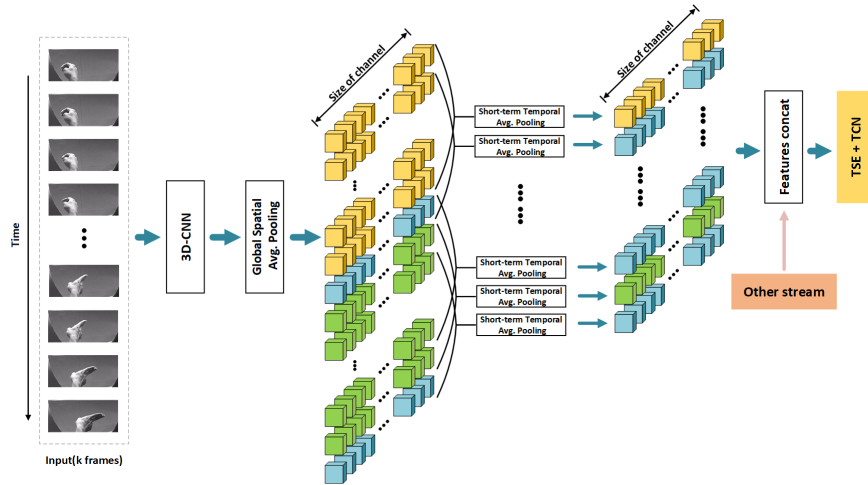 Time
Input(k frames)
3D-CNN
Global Spatial
Avg. Pooling
Size of channel
Short-term Temporal
Avg. Pooling
Short-term Temporal
Avg. Pooling
Short-term Temporal
Avg. Pooling
Short-term Temporal
Avg. Pooling
Short-term Temporal
Avg. Pooling
Size of channel
Features concat
TSE + TCN
Other stream